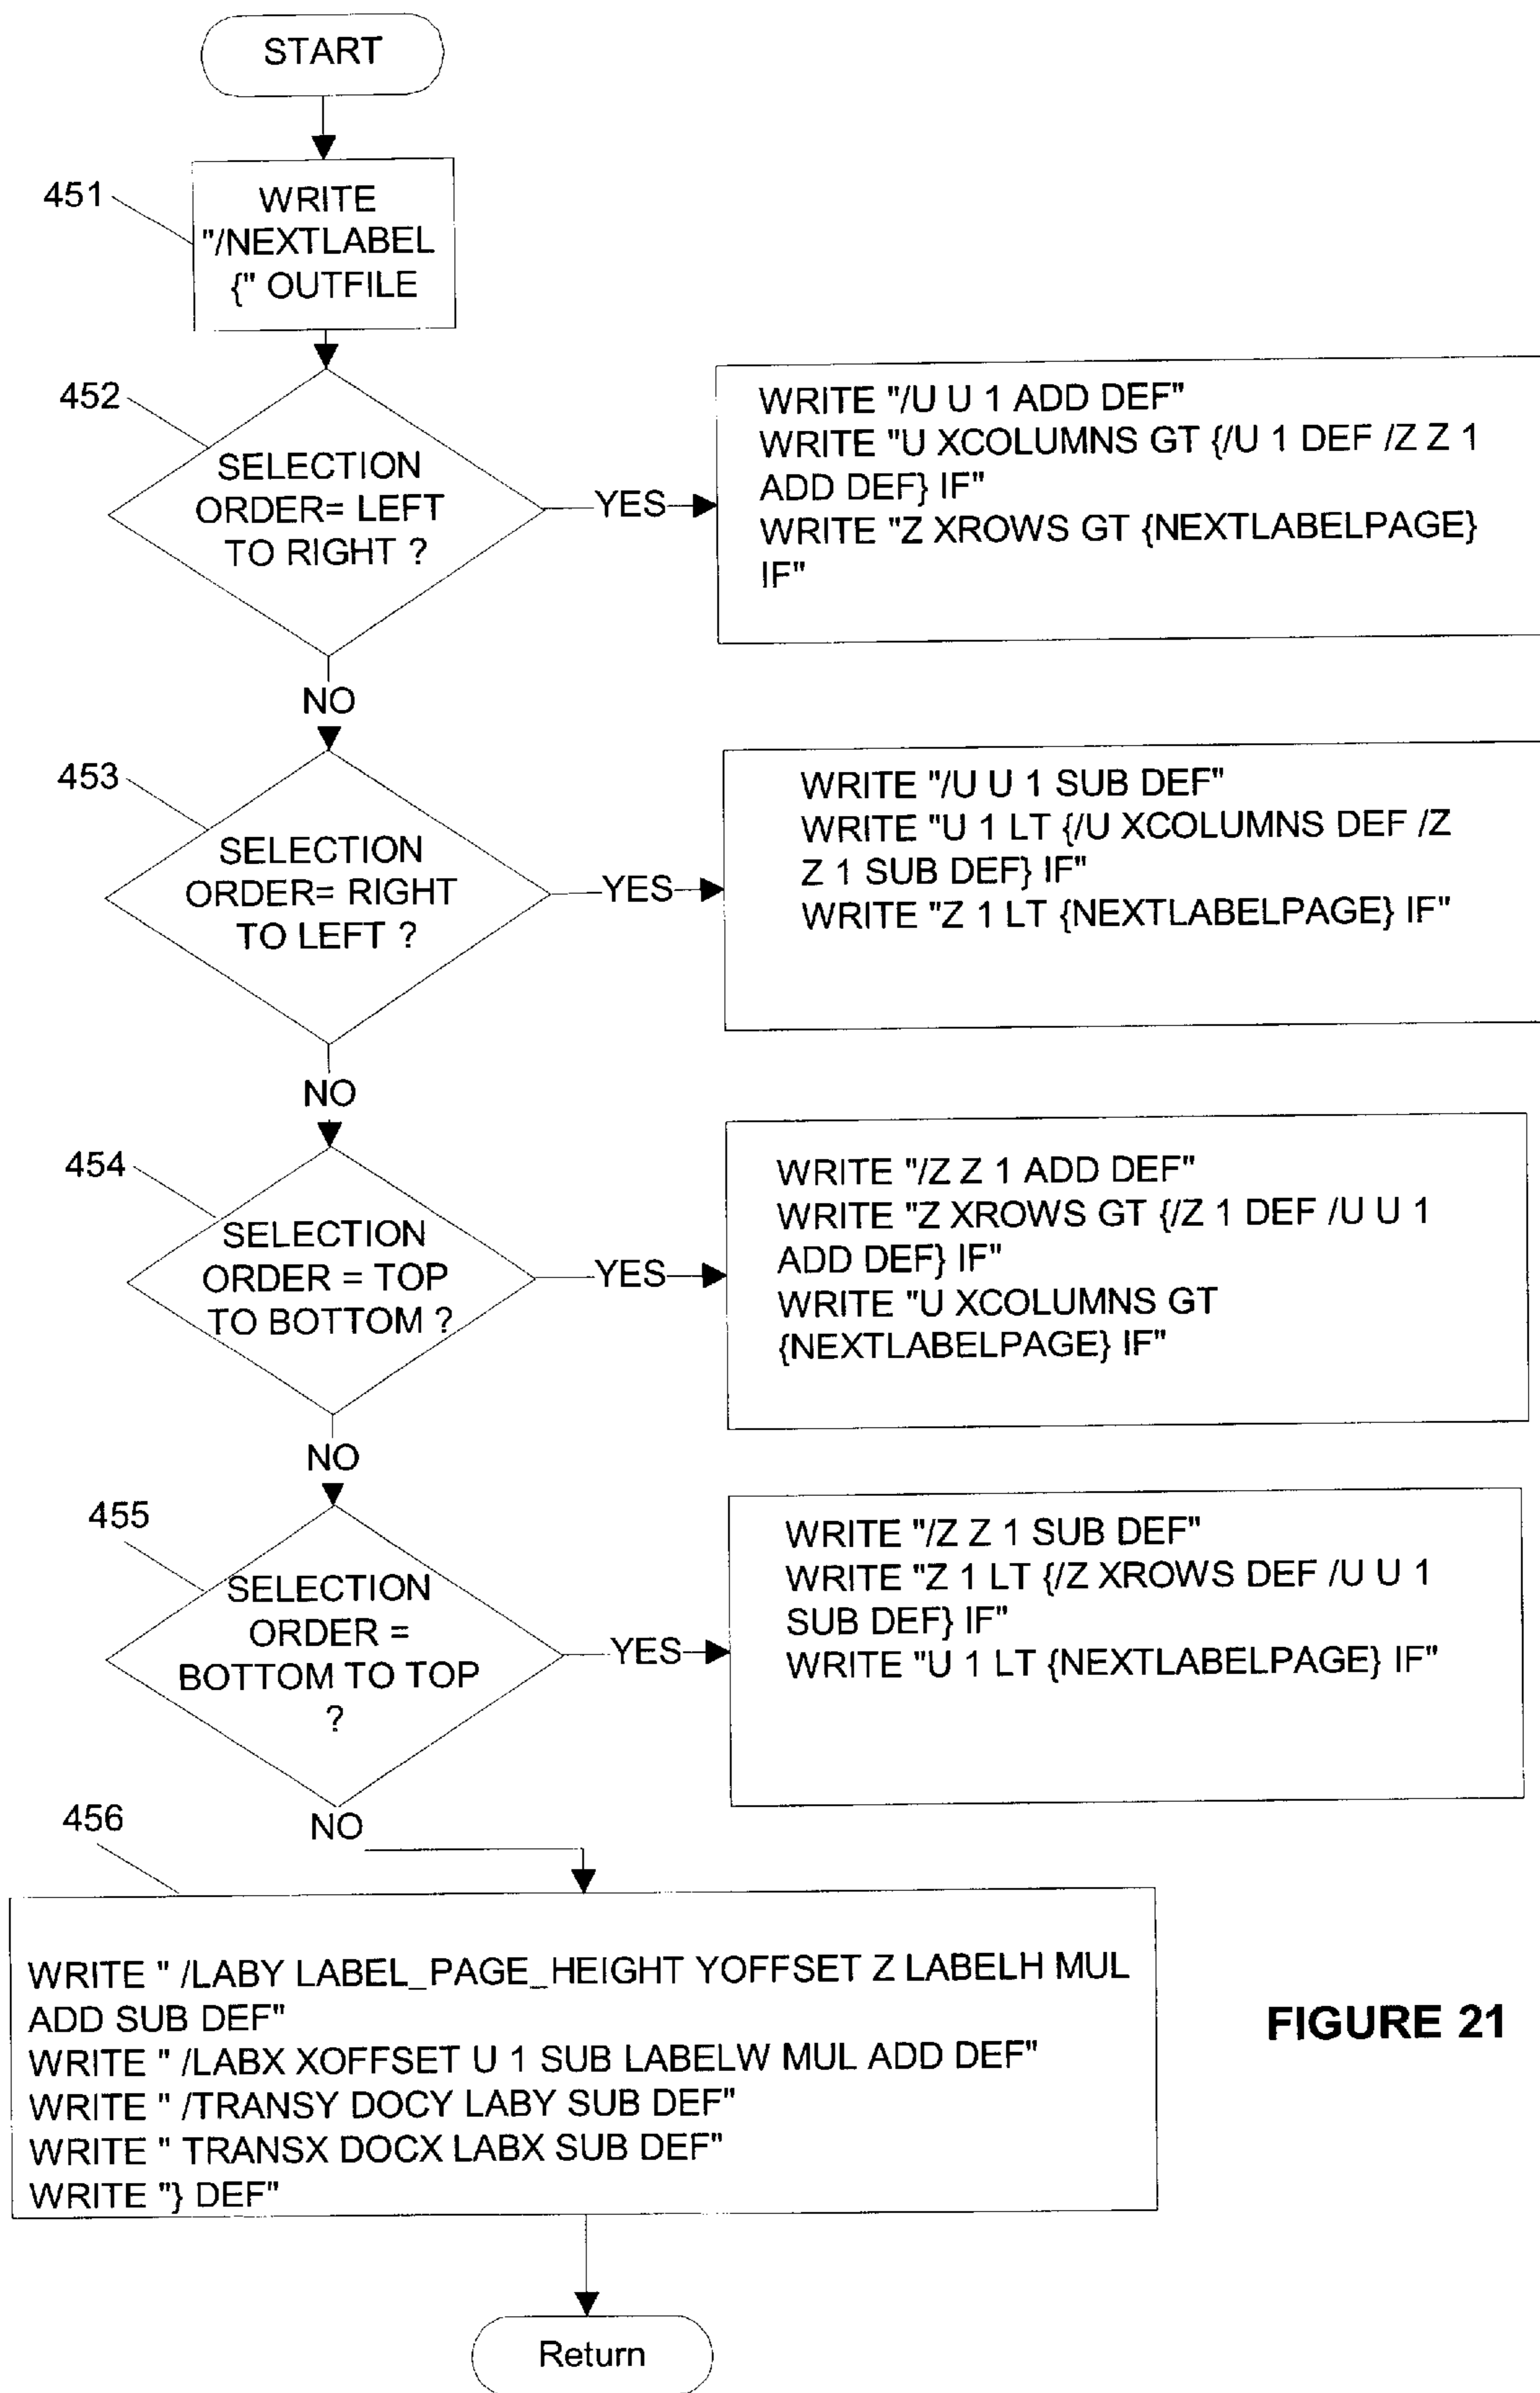 START
451
WRITE
"/NEXTLABEL
{" OUTFILE
452
SELECTION
ORDER= LEFT
TO RIGHT ?
YES
WRITE "/U U 1 ADD DEF"
WRITE "U XCOLUMNS GT {/U 1 DEF /Z Z 1
ADD DEF} IF"
WRITE "Z XROWS GT {NEXTLABELPAGE}
IF"
NO
453
SELECTION
ORDER= RIGHT
TO LEFT ?
YES
WRITE "/U U 1 SUB DEF"
WRITE "U 1 LT {/U XCOLUMNS DEF /Z
Z 1 SUB DEF} IF"
WRITE "Z 1 LT {NEXTLABELPAGE} IF"
NO
454
SELECTION
ORDER = TOP
TO BOTTOM ?
YES
WRITE "/Z Z 1 ADD DEF"
WRITE "Z XROWS GT {/Z 1 DEF /U U 1
ADD DEF} IF"
WRITE "U XCOLUMNS GT
{NEXTLABELPAGE} IF"
NO
455
SELECTION
ORDER =
BOTTOM TO TOP
?
YES
WRITE "/Z Z 1 SUB DEF"
WRITE "Z 1 LT {/Z XROWS DEF /U U 1
SUB DEF} IF"
WRITE "U 1 LT {NEXTLABELPAGE} IF"
NO
456
WRITE " /LABY LABEL_PAGE_HEIGHT YOFFSET Z LABELH MUL
ADD SUB DEF"
WRITE " /LABX XOFFSET U 1 SUB LABELW MUL ADD DEF"
WRITE " /TRANSY DOCY LABY SUB DEF"
WRITE " TRANSX DOCX LABX SUB DEF"
WRITE "} DEF"
FIGURE 21
Return